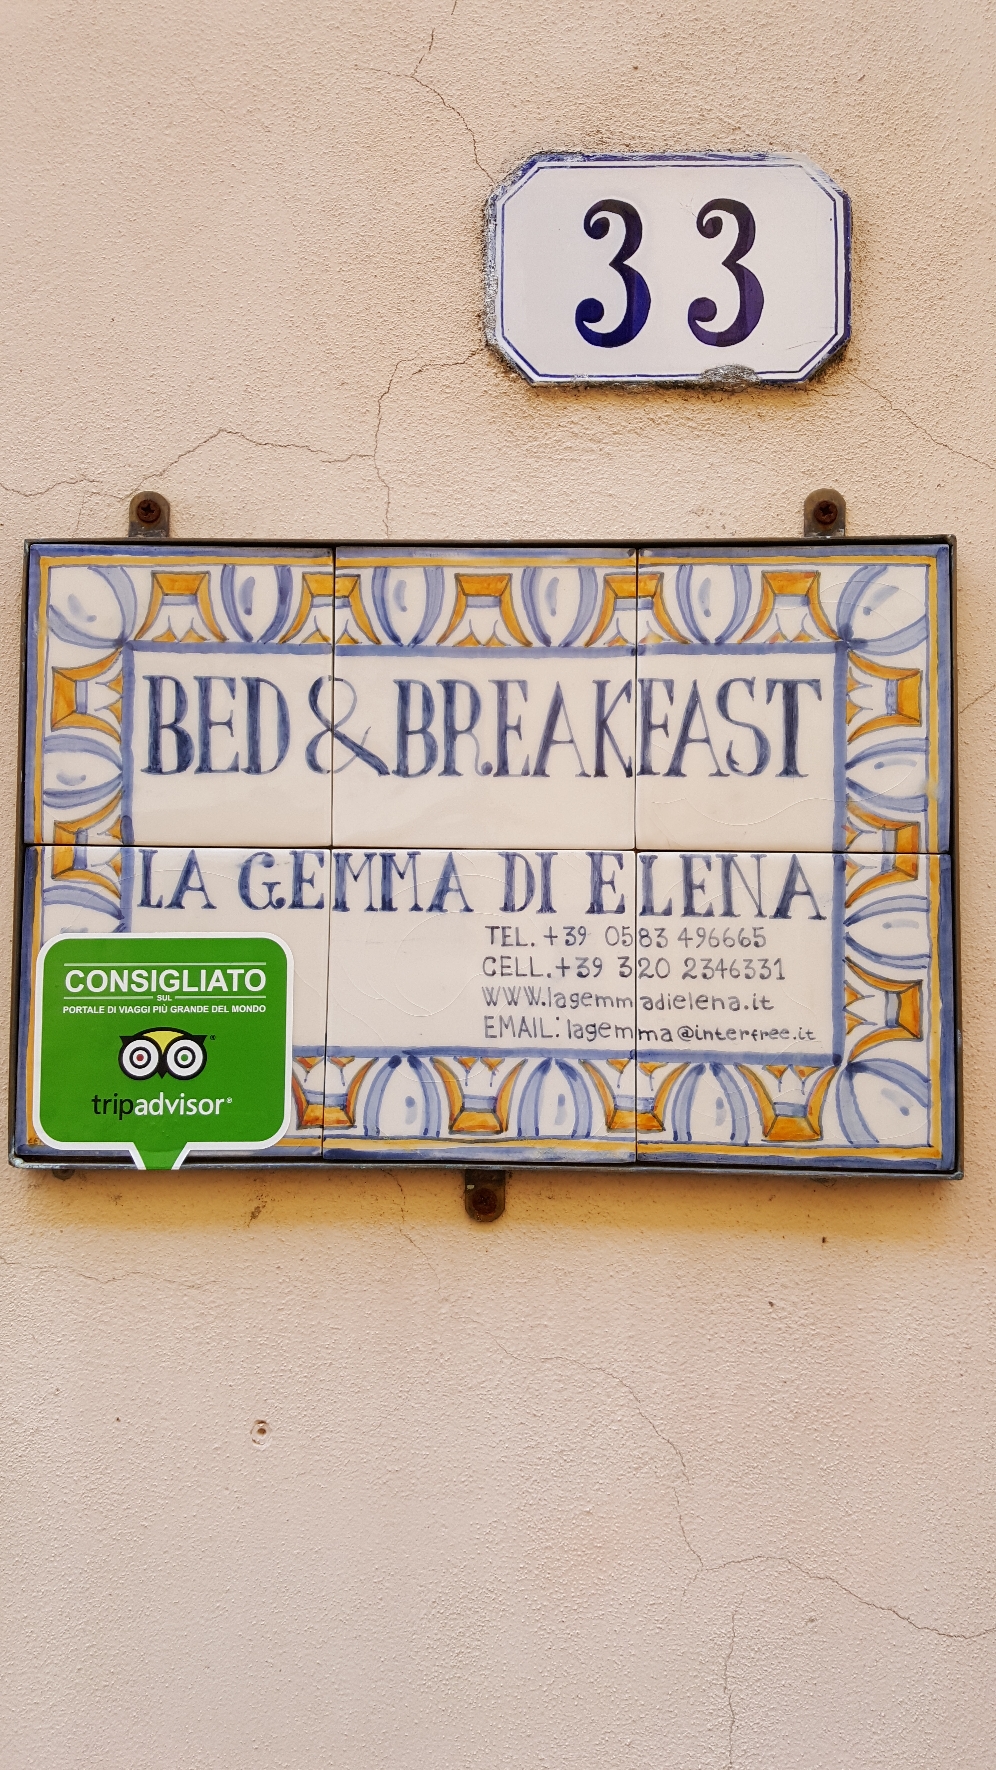 33
BED & BREAKFAST
LA GEMMA DI ELENA
TEL. +39 0583 496665
CELL.+39 320 2346331
WWW.lagemmadielena.it
EMAIL: lagemma@interfree.it
CONSIGLIATO
SUL
PORTALE DI VIAGGI PIÙ GRANDE DEL MONDO
tripadvisor®